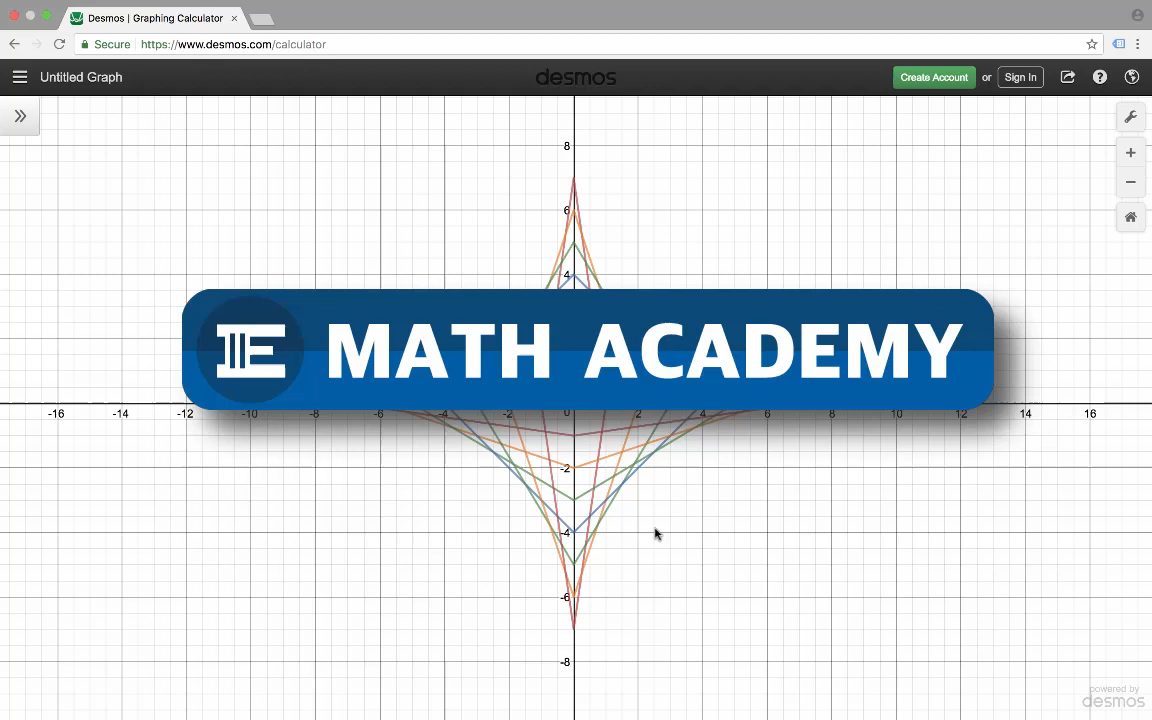 Desmos | Graphing Calculator ×
Secure https://www.desmos.com/calculator
Untitled Graph desmos Create Account or Sign In
8
6
4
MATH ACADEMY
-16 -14 -12 -10 -8 -6 -4 -2 0 2 4 6 8 10 12 14 16
-2
-4
-6
-8
powered by
desmos